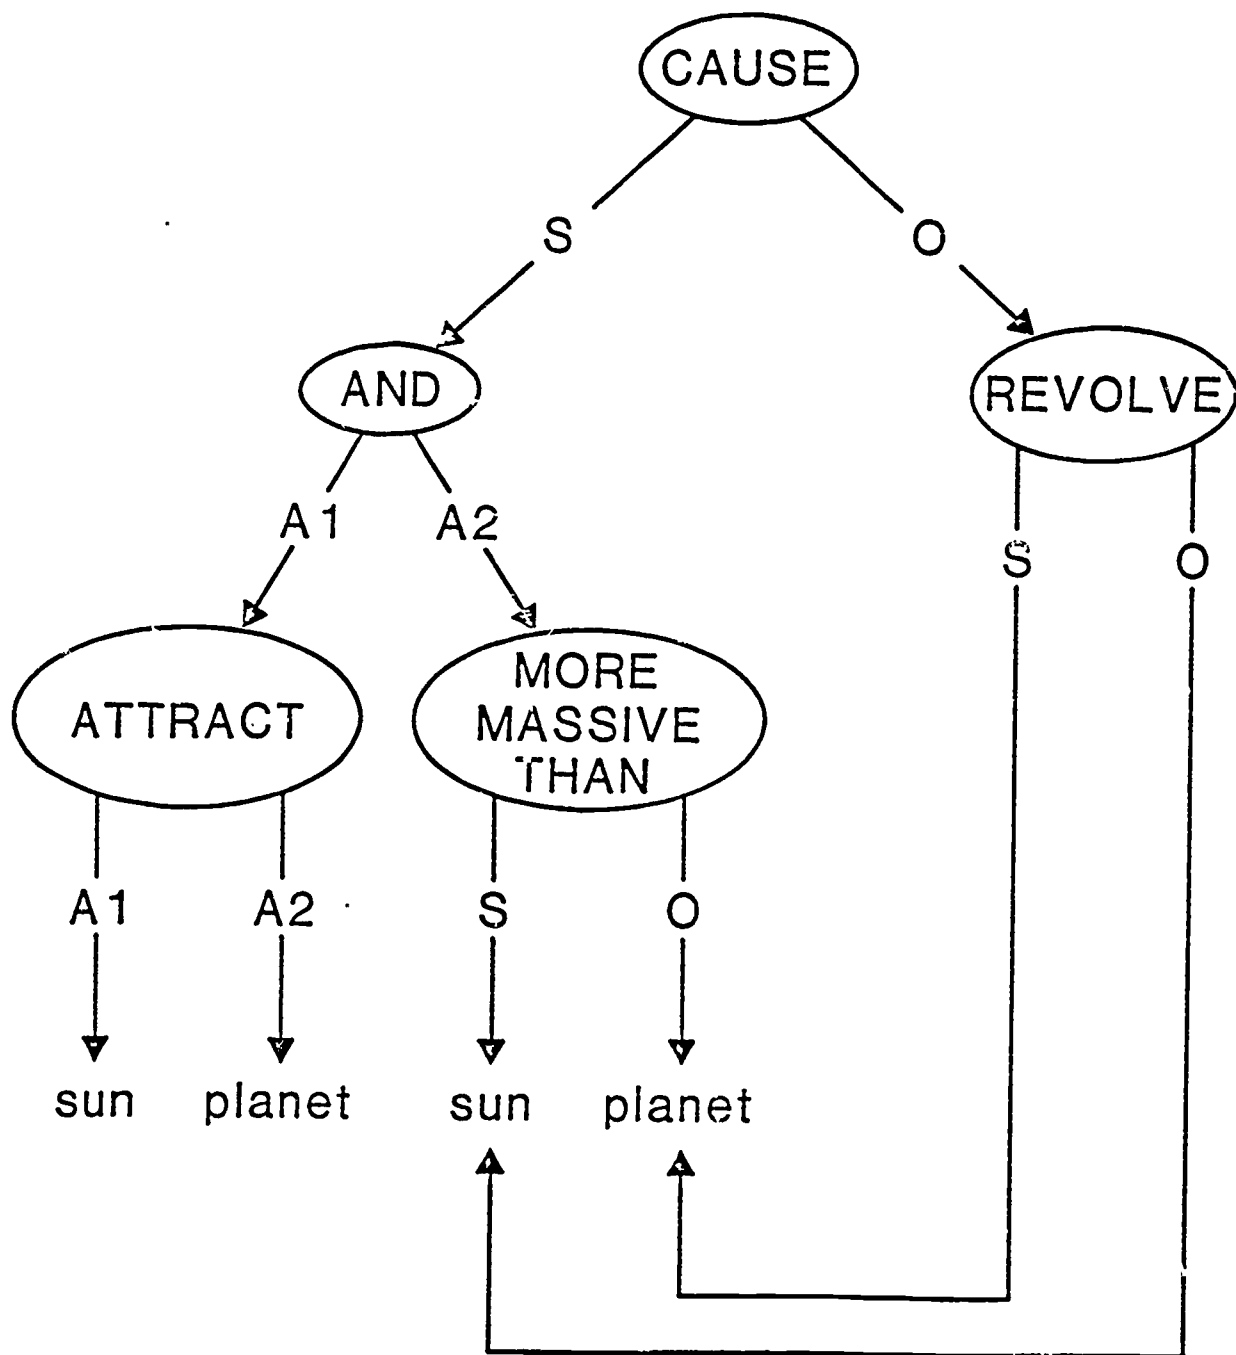 CAUSE
S O
AND REVOLVE
A1 A2
S O
ATTRACT
MORE
MASSIVE
THAN
A1 A2 S O
sun planet sun planet